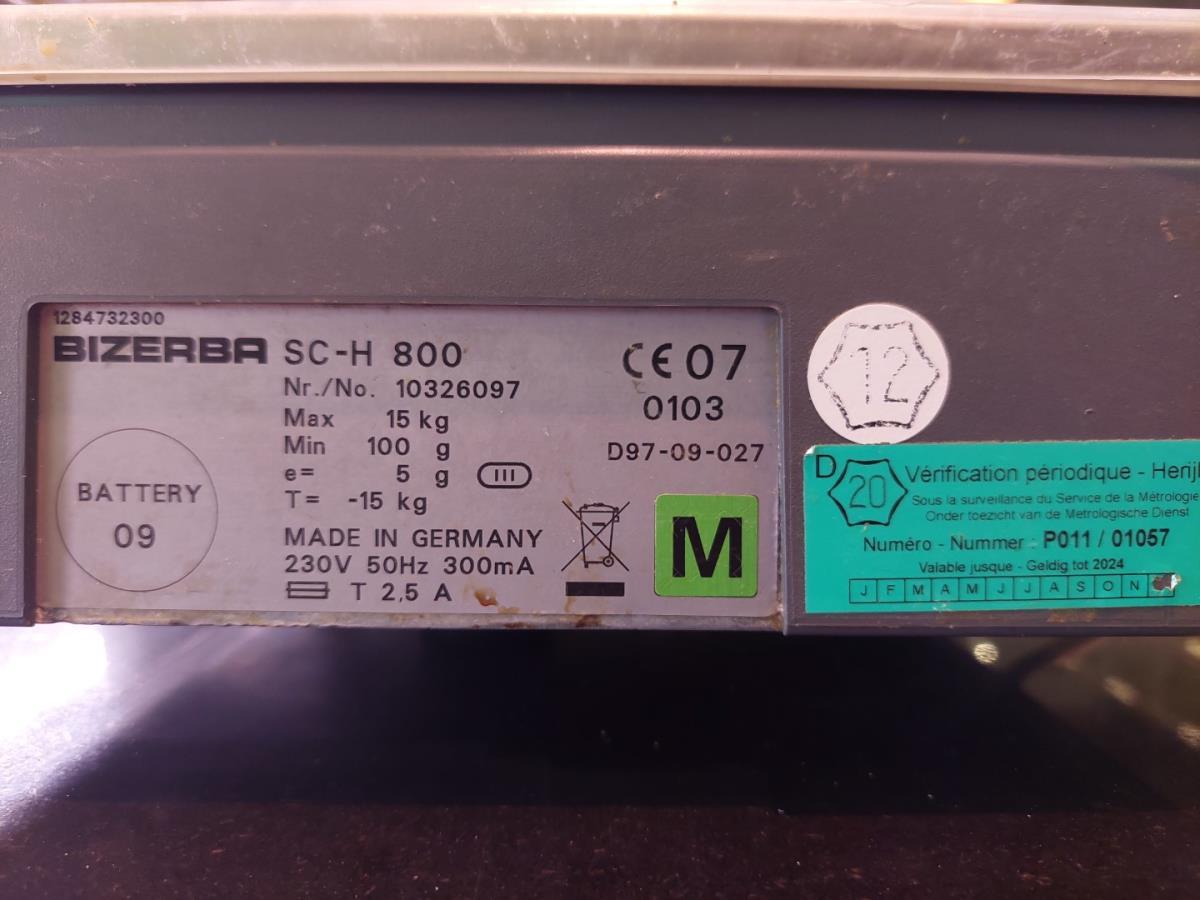 1284732300
BIZERBA SC-H 800
Nr./No. 10326097
Max 15 kg
Min 100 g
e= 5 g III
T= -15 kg
MADE IN GERMANY
230V 50Hz 300mA
T 2,5 A
BATTERY
09
CE 07
0103
D97-09-027
M
12
D 20 Vérification périodique - Herij
Sous la surveillance du Service de la Métrologie
Onder toezicht van de Metrologische Dienst
Numéro - Nummer : P011 / 01057
Valable jusque - Geldig tot 2024
J F M A M J J A S O N